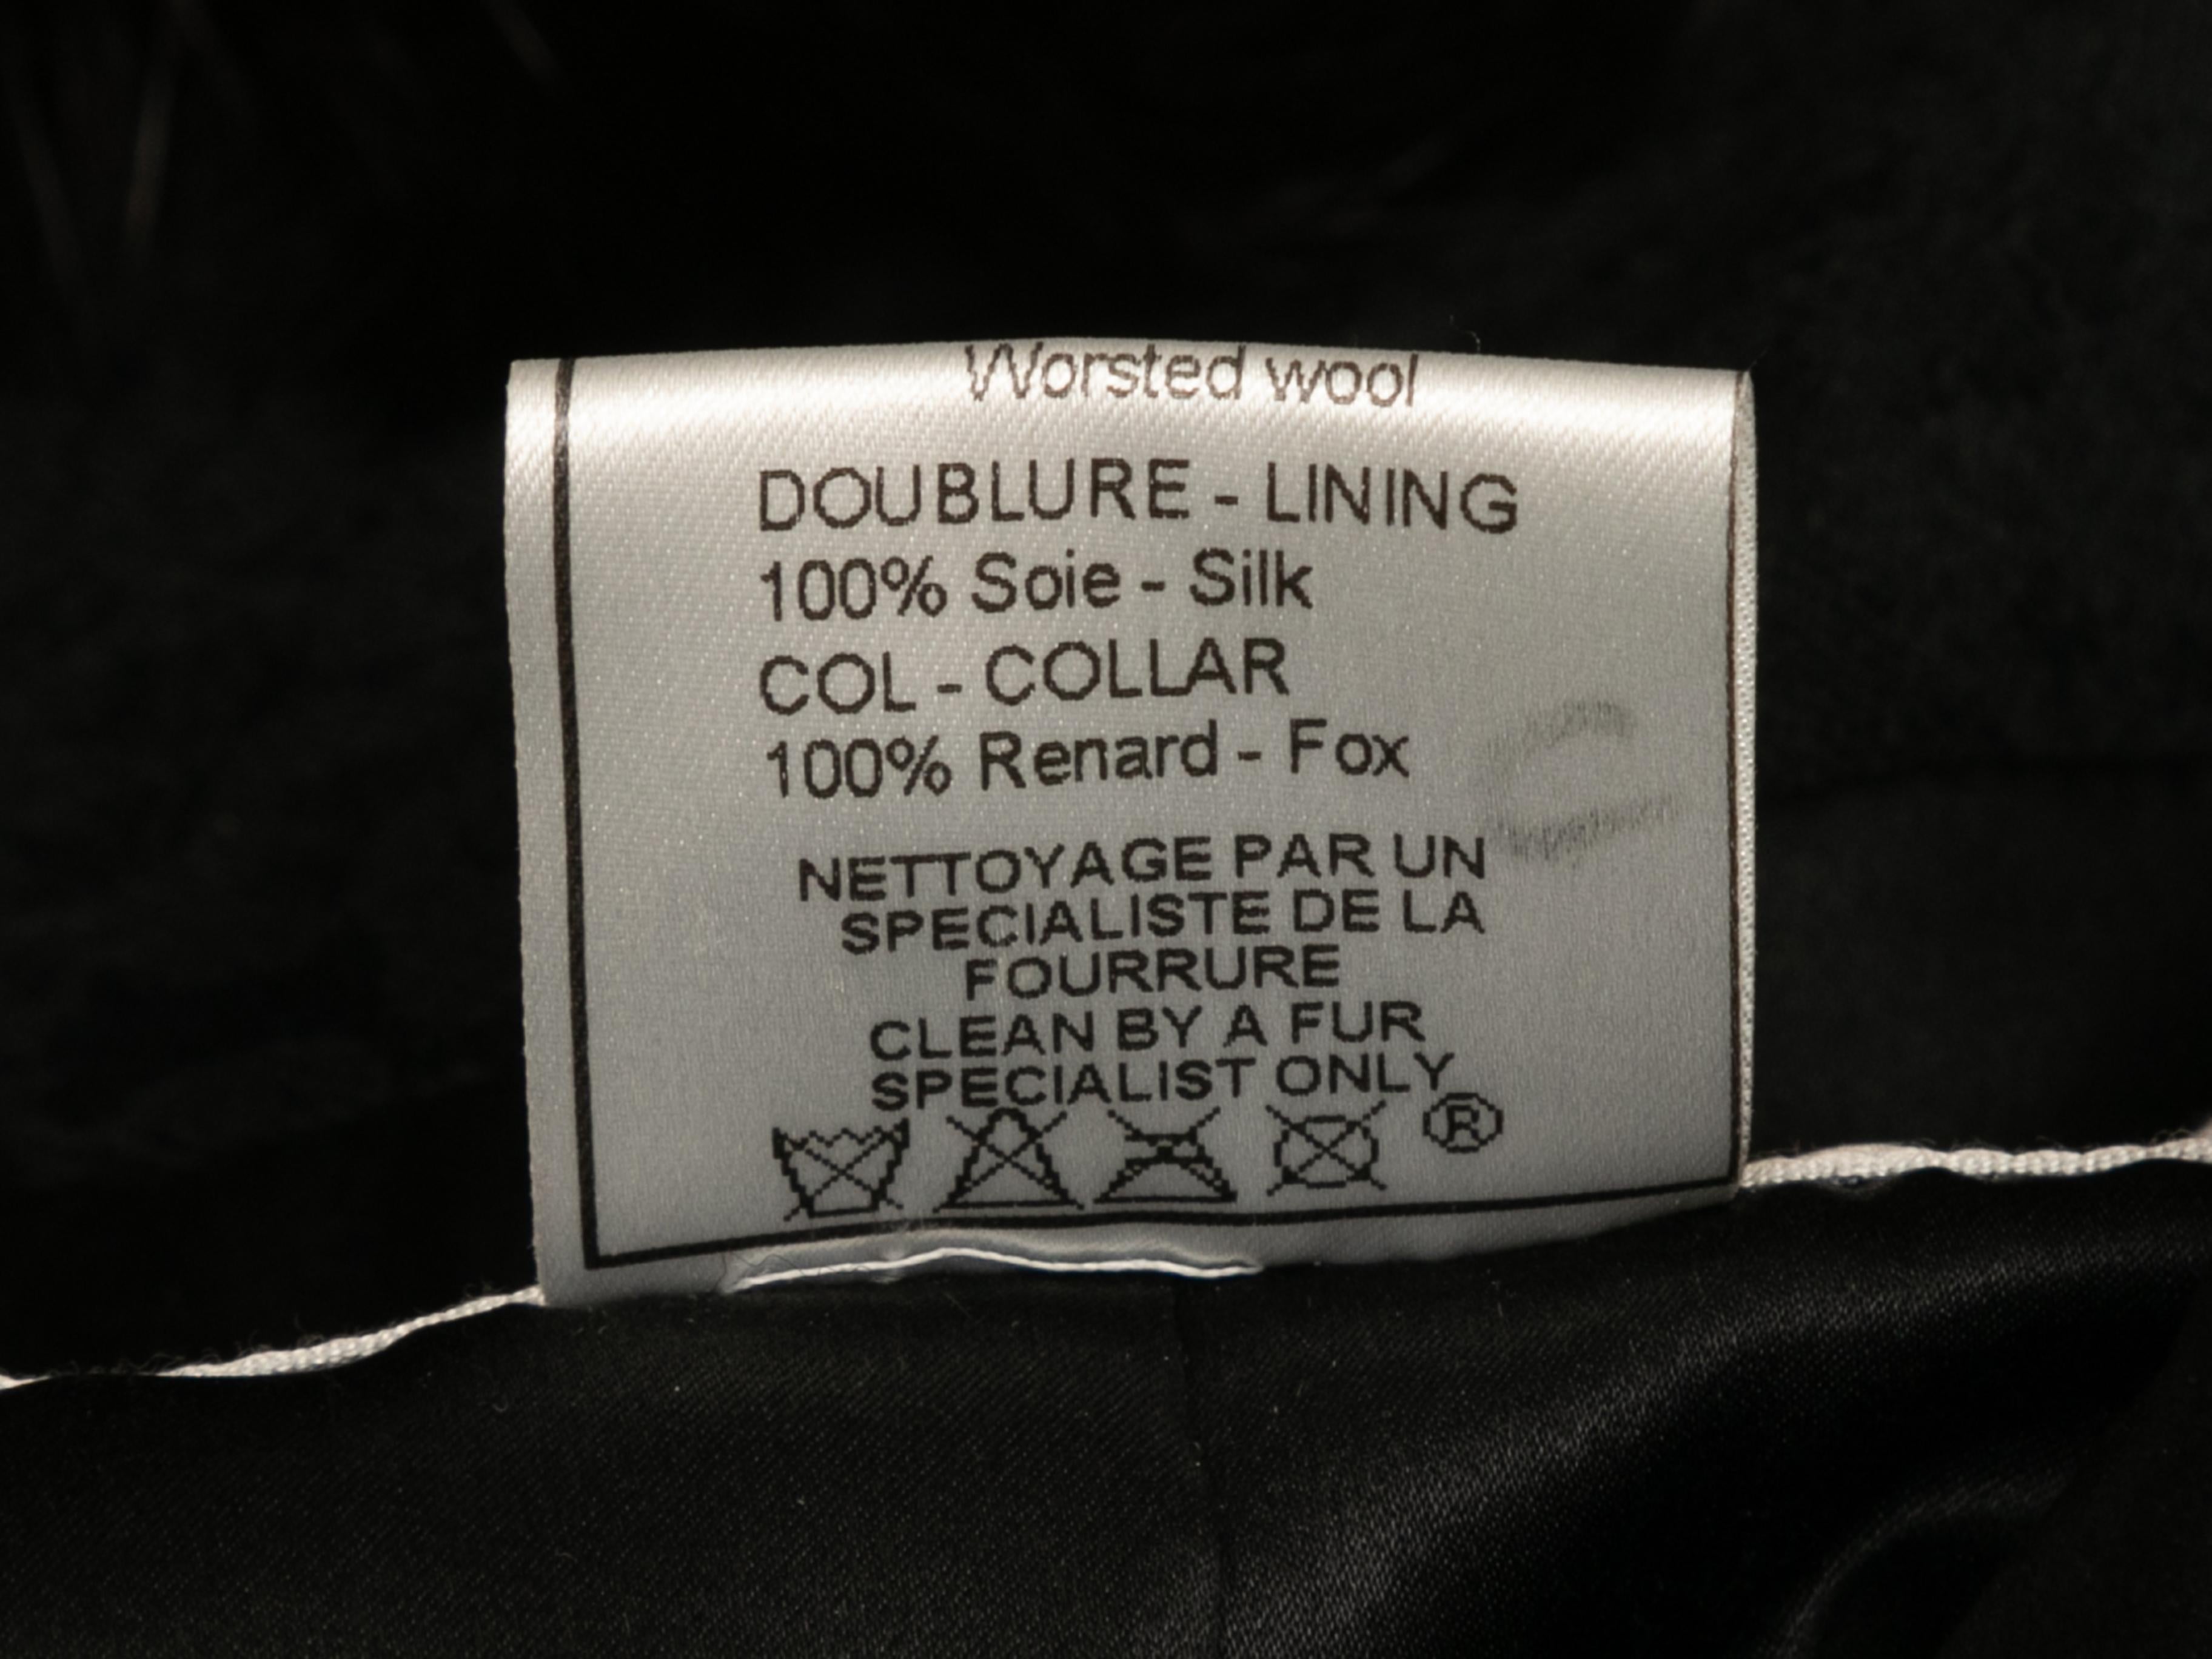 Worsted wool
DOUBLURE - LINING
100% Soie - Silk
COL - COLLAR
100% Renard - Fox
NETTOYAGE PAR UN
SPECIALISTE DE LA
FOURRURE
CLEAN BY A FUR
SPECIALIST ONLY
®